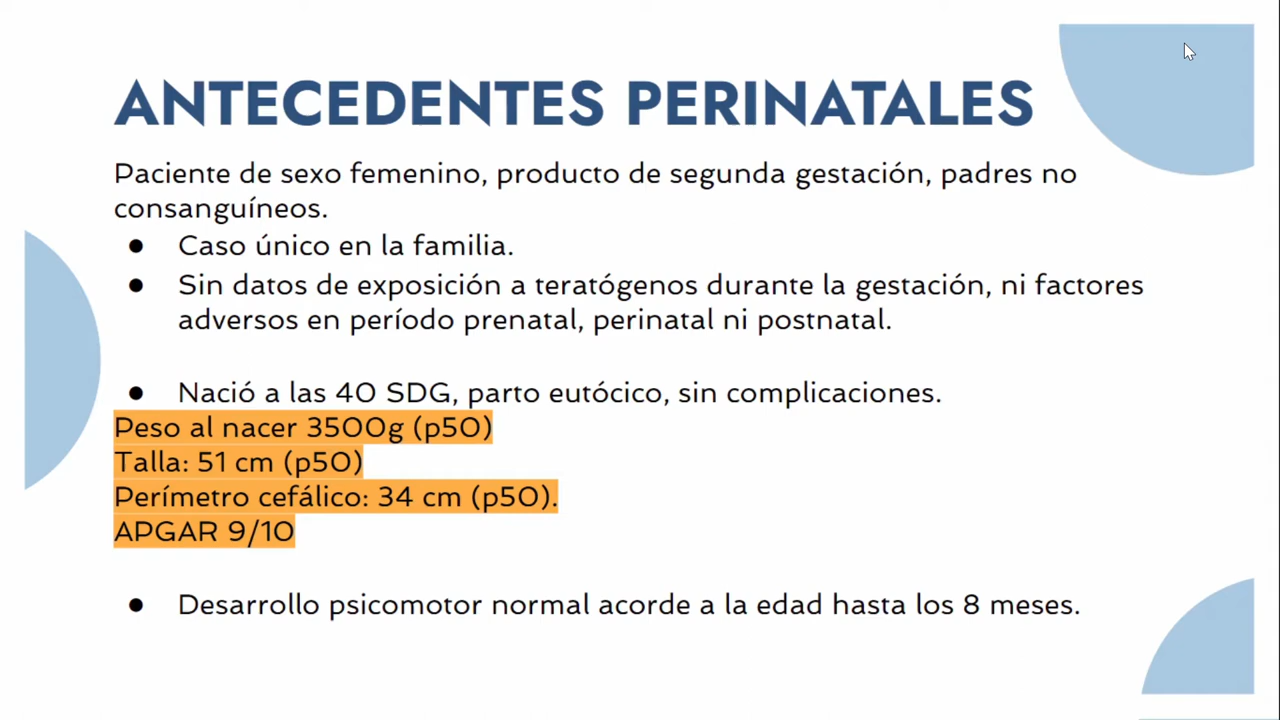 ANTECEDENTES PERINATALES
Paciente de sexo femenino, producto de segunda gestación, padres no
consanguíneos.
● Caso único en la familia.
● Sin datos de exposición a teratógenos durante la gestación, ni factores
adversos en período prenatal, perinatal ni postnatal.
● Nació a las 40 SDG, parto eutócico, sin complicaciones.
Peso al nacer 3500g (p50)
Talla: 51 cm (p50)
Perímetro cefálico: 34 cm (p50).
APGAR 9/10
● Desarrollo psicomotor normal acorde a la edad hasta los 8 meses.